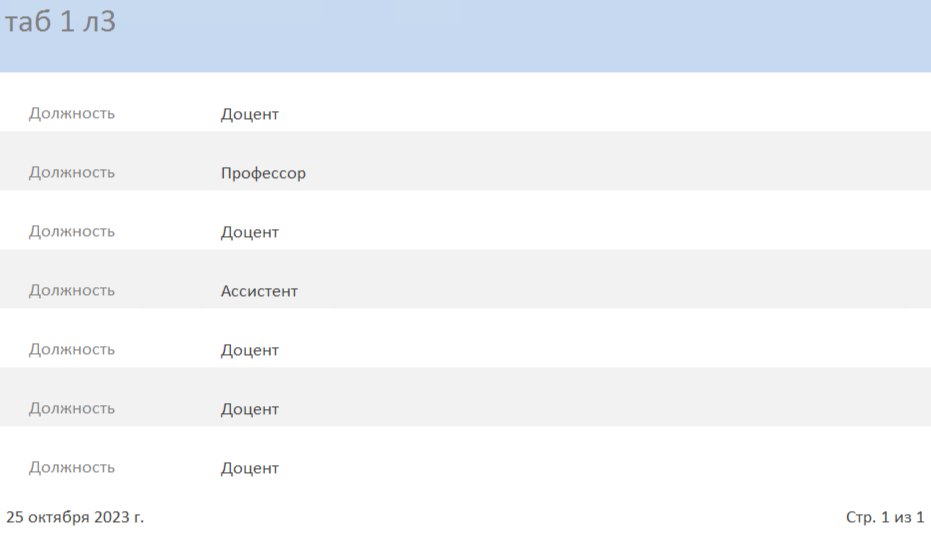 таб 1 л3
Должность Доцент
Должность Профессор
Должность Доцент
Должность Ассистент
Должность Доцент
Должность Доцент
Должность Доцент
25 октября 2023 г. Стр. 1 из 1